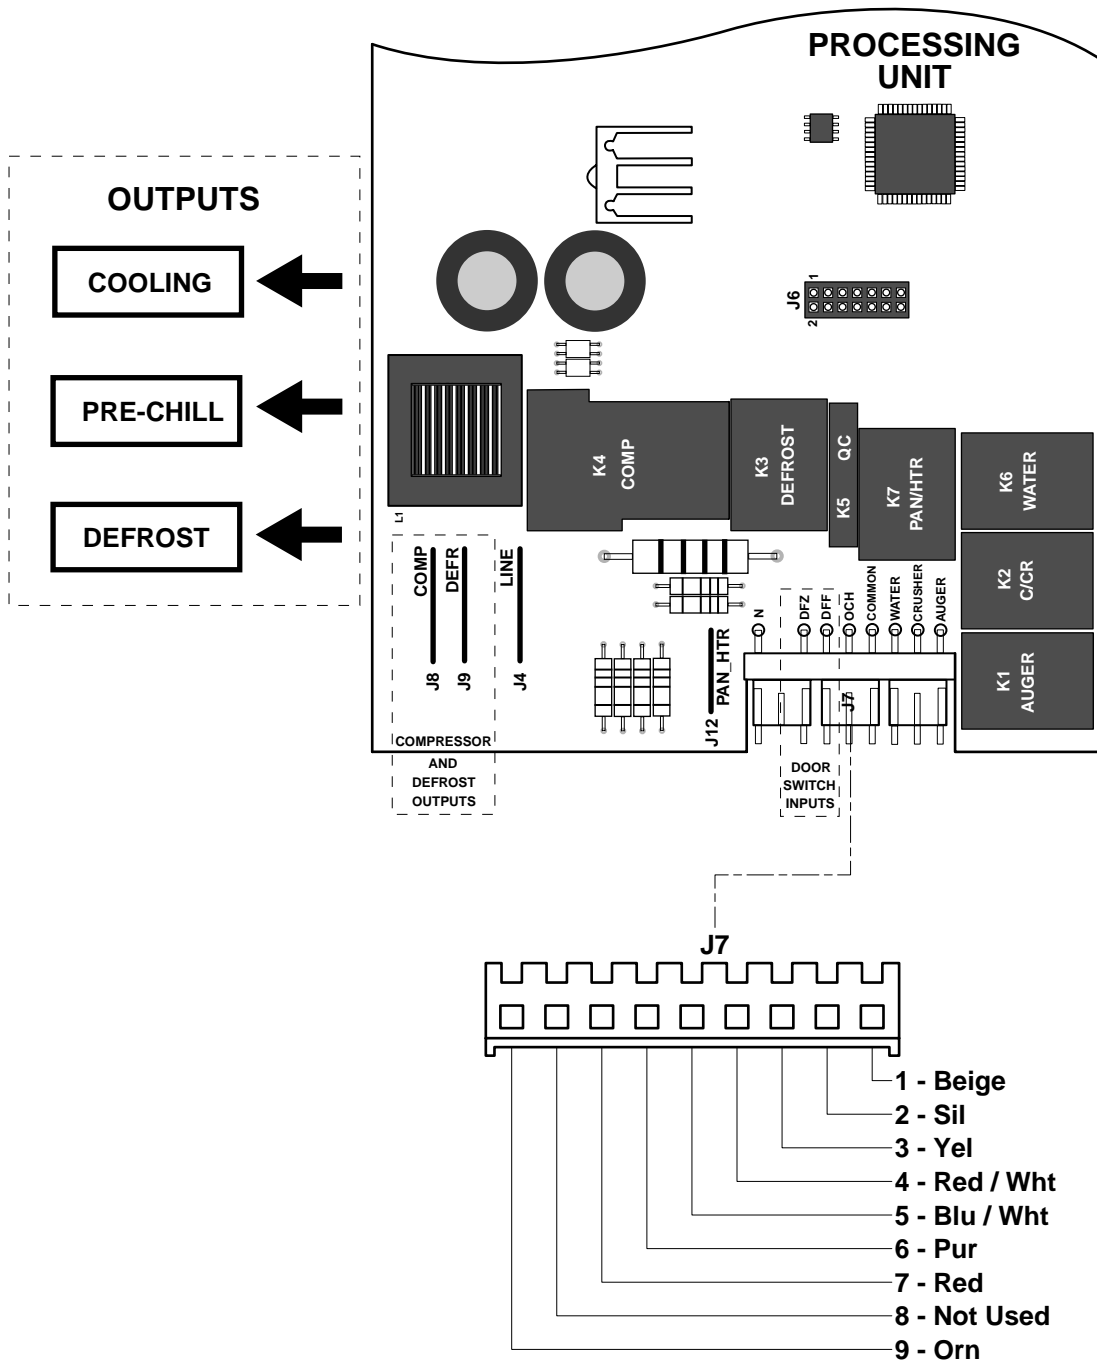 PROCESSING
UNIT
OUTPUTS
COOLING
PRE-CHILL
DEFROST
1
J6
2
K4
COMP
K3
DEFROST
QC
K5
K7
PAN/HTR
K6
WATER
K2
C/CR
K1
AUGER
L1
COMP
J8
DEFR
J9
LINE
J4
PAN_HTR
J12
N
DFZ
DFF
OCH
COMMON
WATER
CRUSHER
AUGER
J7
COMPRESSOR
AND
DEFROST
OUTPUTS
DOOR
SWITCH
INPUTS
J7
1 - Beige
2 - Sil
3 - Yel
4 - Red / Wht
5 - Blu / Wht
6 - Pur
7 - Red
8 - Not Used
9 - Orn